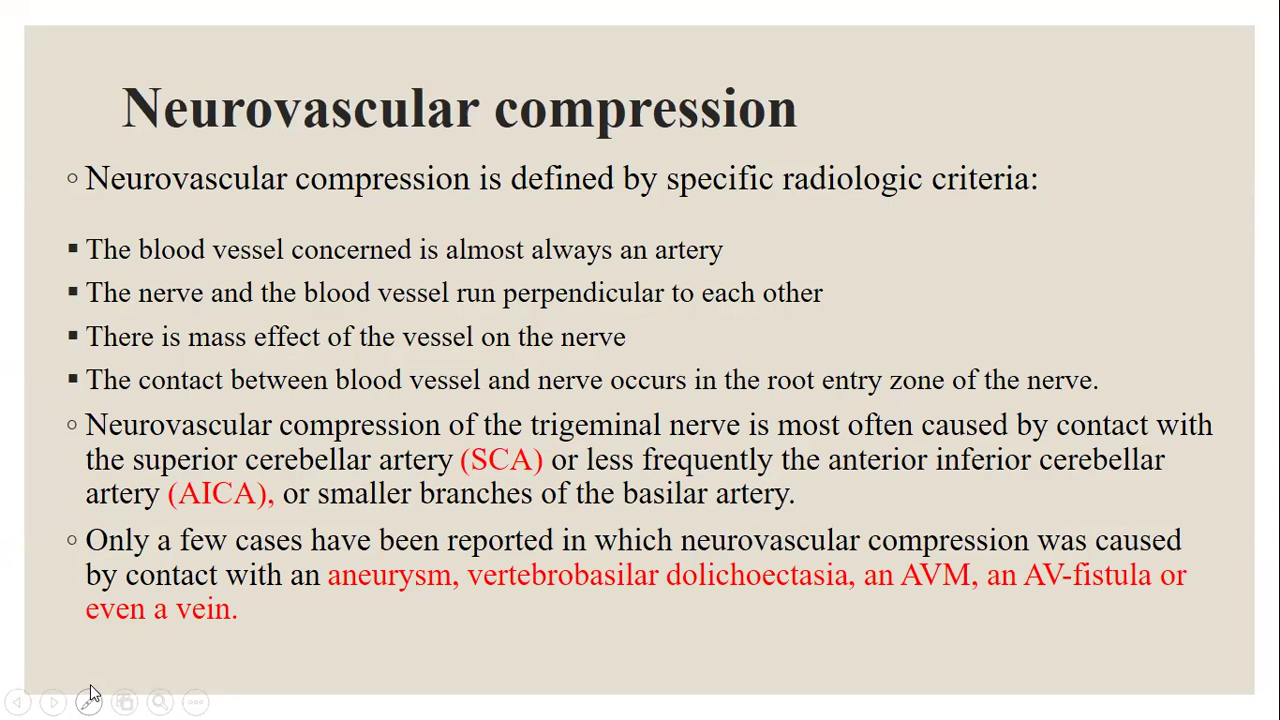 Neurovascular compression
◦ Neurovascular compression is defined by specific radiologic criteria:
▪ The blood vessel concerned is almost always an artery
▪ The nerve and the blood vessel run perpendicular to each other
▪ There is mass effect of the vessel on the nerve
▪ The contact between blood vessel and nerve occurs in the root entry zone of the nerve.
◦ Neurovascular compression of the trigeminal nerve is most often caused by contact with
the superior cerebellar artery (SCA) or less frequently the anterior inferior cerebellar
artery (AICA), or smaller branches of the basilar artery.
◦ Only a few cases have been reported in which neurovascular compression was caused
by contact with an aneurysm, vertebrobasilar dolichoectasia, an AVM, an AV-fistula or
even a vein.